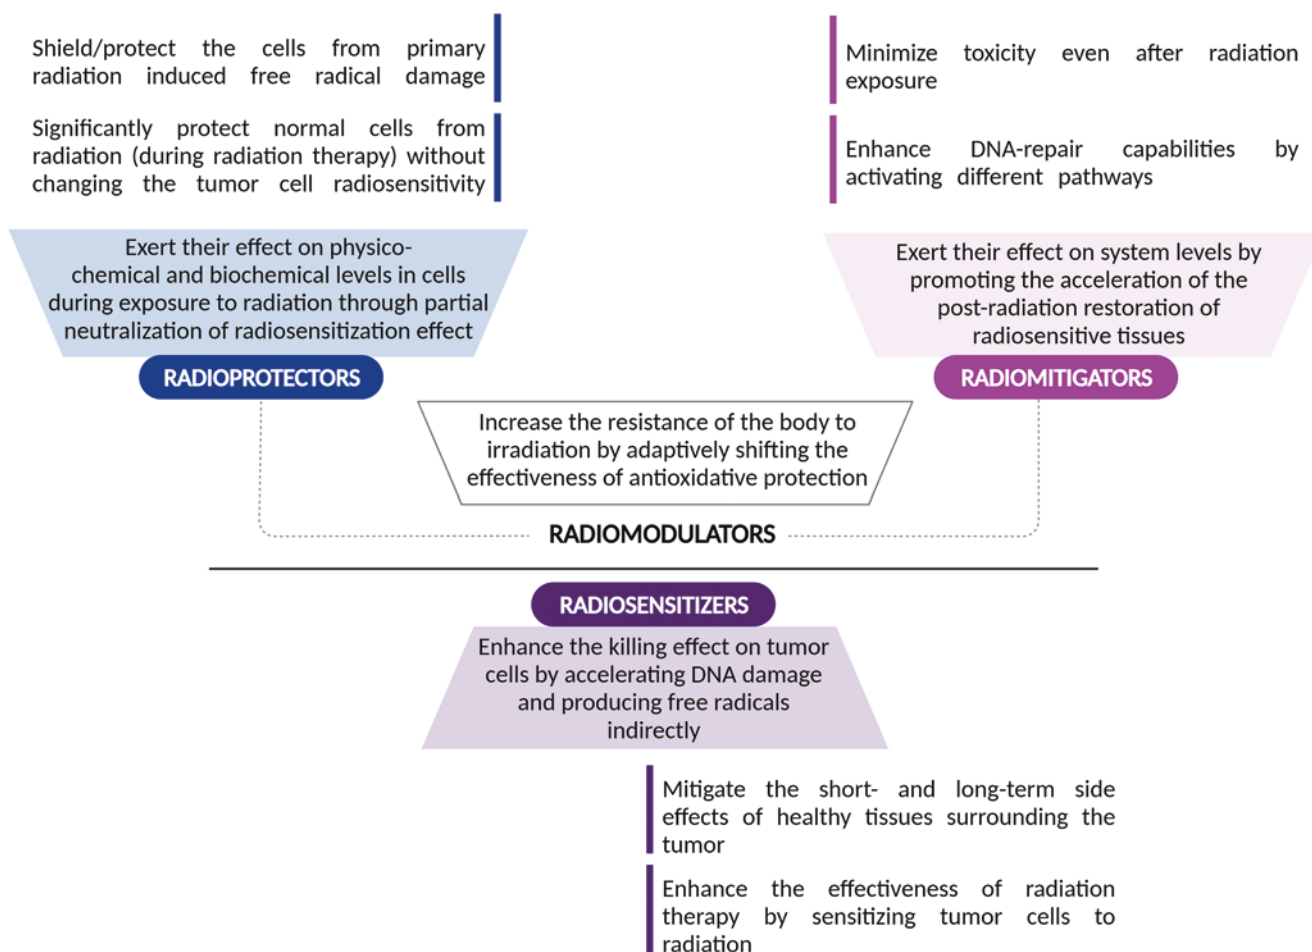 Shield/protect the cells from primary
radiation induced free radical damage
Significantly protect normal cells from
radiation (during radiation therapy) without
changing the tumor cell radiosensitivity
Exert their effect on physico-
chemical and biochemical levels in cells
during exposure to radiation through partial
neutralization of radiosensitization effect
RADIOPROTECTORS
Minimize toxicity even after radiation
exposure
Enhance DNA-repair capabilities by
activating different pathways
Exert their effect on system levels by
promoting the acceleration of the
post-radiation restoration of
radiosensitive tissues
RADIOMITIGATORS
Increase the resistance of the body to
irradiation by adaptively shifting the
effectiveness of antioxidative protection
RADIOMODULATORS
RADIOSENSITIZERS
Enhance the killing effect on tumor
cells by accelerating DNA damage
and producing free radicals
indirectly
Mitigate the short- and long-term side
effects of healthy tissues surrounding the
tumor
Enhance the effectiveness of radiation
therapy by sensitizing tumor cells to
radiation